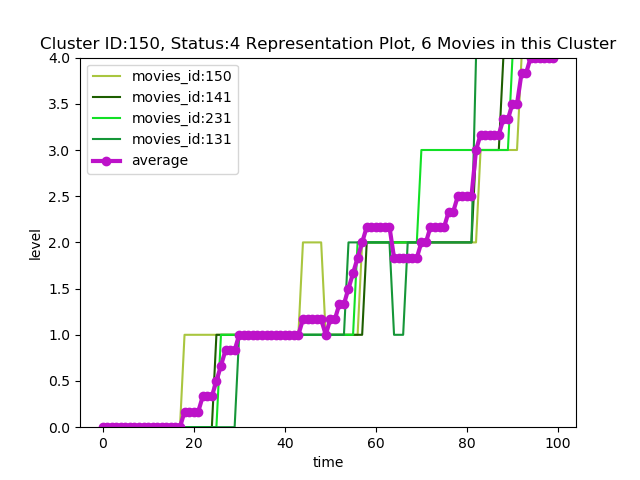 Cluster ID:150, Status:4 Representation Plot, 6 Movies in this Cluster
4.0
3.5
3.0
2.5
2.0
1.5
1.0
0.5
0.0
level
movies_id:150
movies_id:141
movies_id:231
movies_id:131
average
0 20 40 60 80 100
time